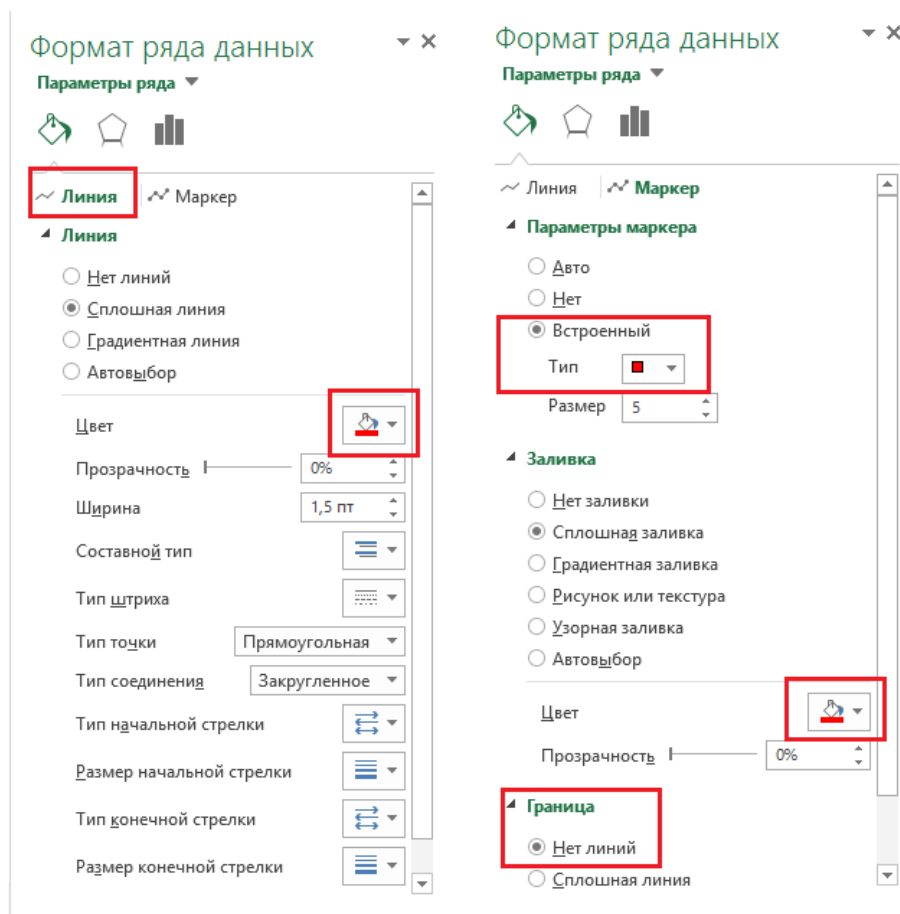 Формат ряда данных
Параметры ряда
Линия Маркер
Линия
Нет линий
Сплошная линия
Градиентная линия
Автовыбор
Цвет
Прозрачность 0%
Ширина 1,5 пт
Составной тип
Тип штриха
Тип точки Прямоугольная
Тип соединения Закругленное
Тип начальной стрелки
Размер начальной стрелки
Тип конечной стрелки
Размер конечной стрелки
Формат ряда данных
Параметры ряда
Линия Маркер
Параметры маркера
Авто
Нет
Встроенный
Тип
Размер 5
Заливка
Нет заливки
Сплошная заливка
Градиентная заливка
Рисунок или текстура
Узорная заливка
Автовыбор
Цвет
Прозрачность 0%
Граница
Нет линий
Сплошная линия